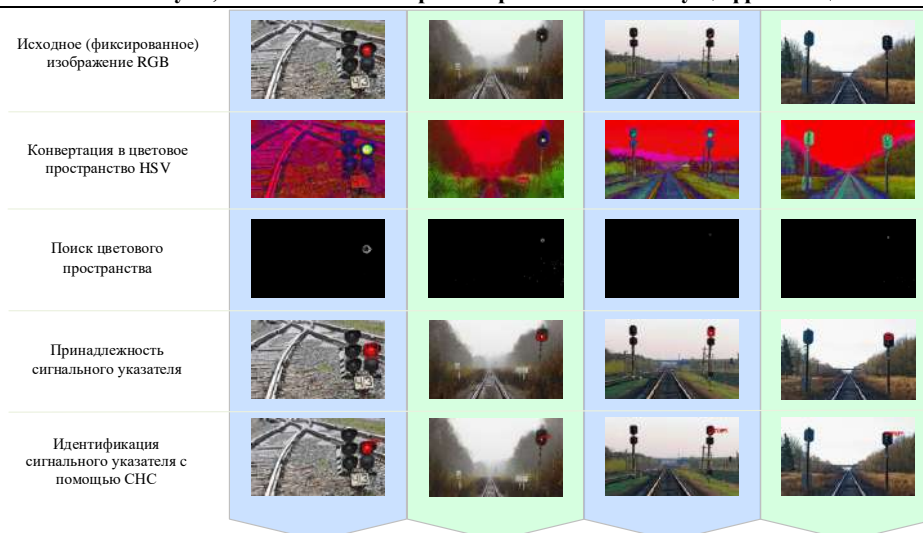 Исходное (фиксированное)
изображение RGB
Конвертация в цветовое
пространство HSV
Поиск цветового
пространства
Принадлежность
сигнального указателя
Идентификация
сигнального указателя с
помощью СНС